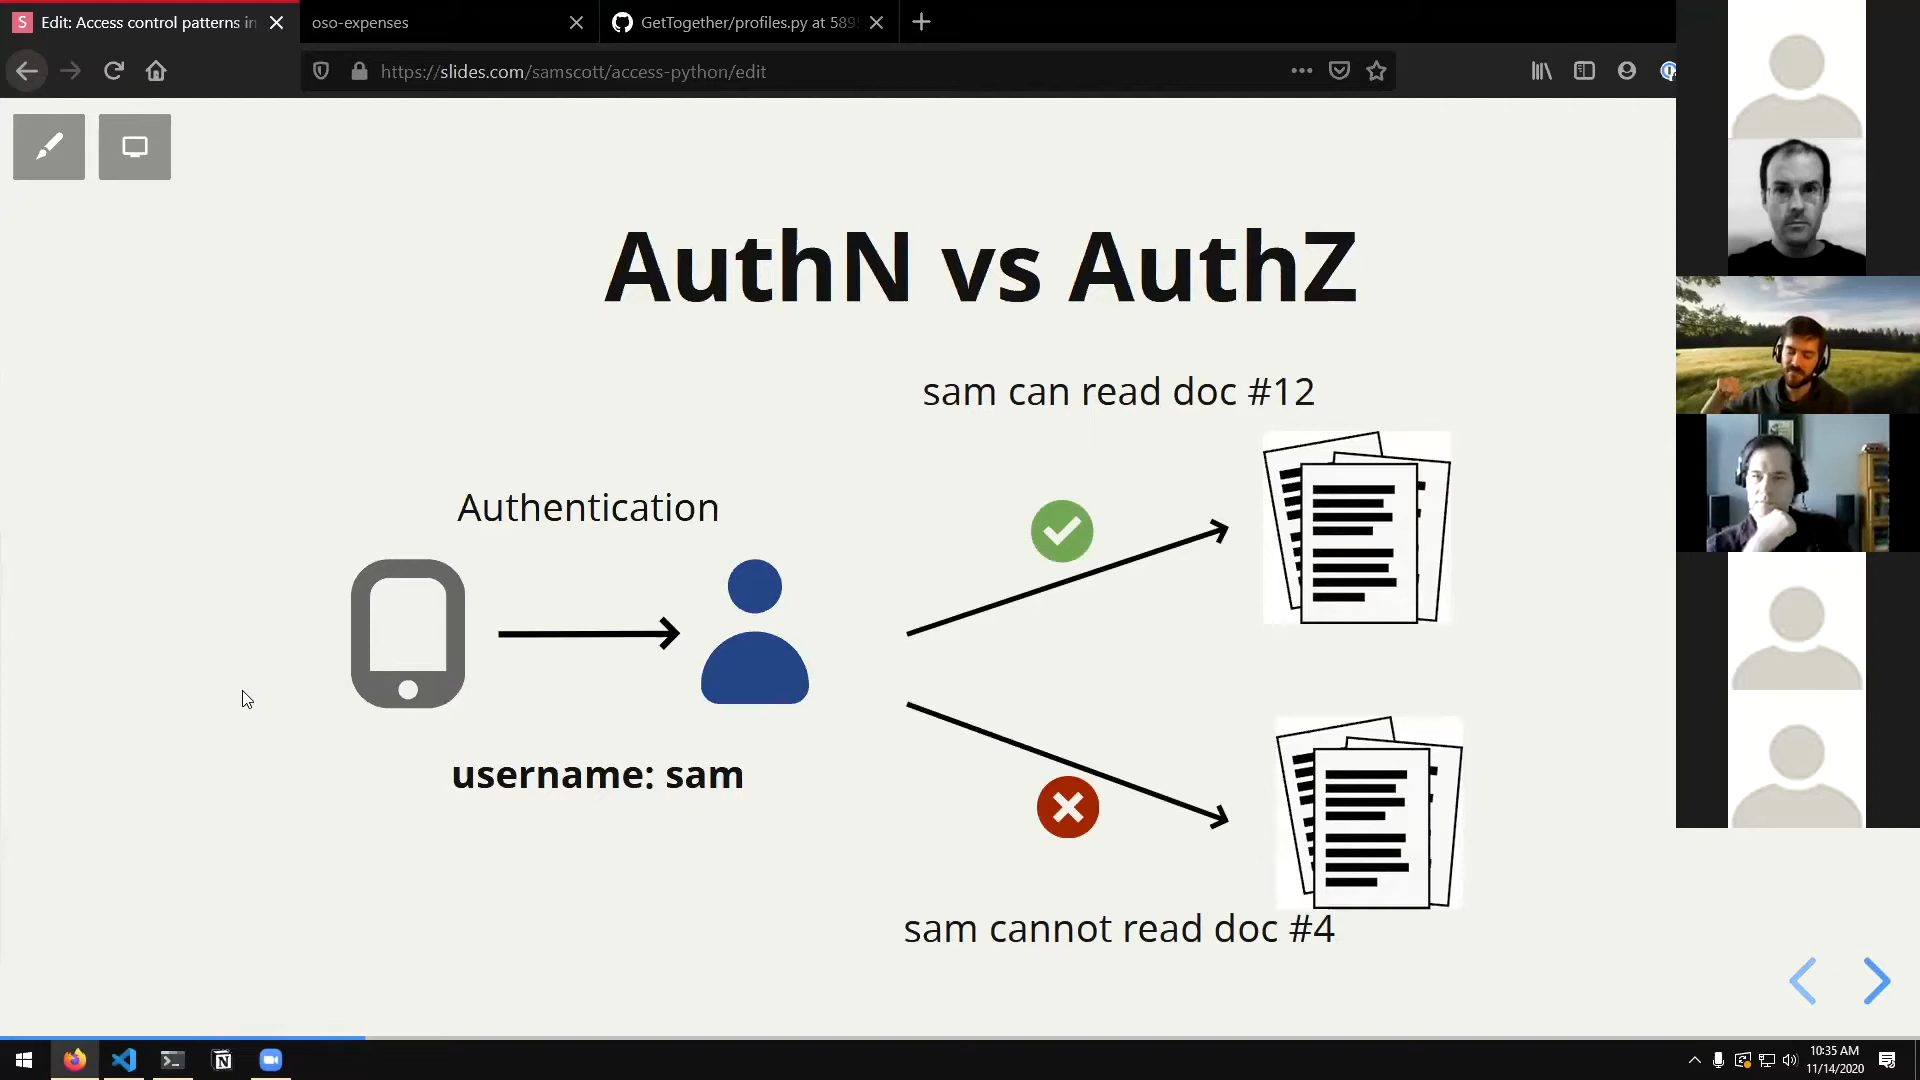 S Edit: Access control patterns in
oso-expenses
GetTogether/profiles.py at 589
https://slides.com/samscott/access-python/edit
AuthN vs AuthZ
sam can read doc #12
Authentication
username: sam
sam cannot read doc #4
10:35 AM
11/14/2020